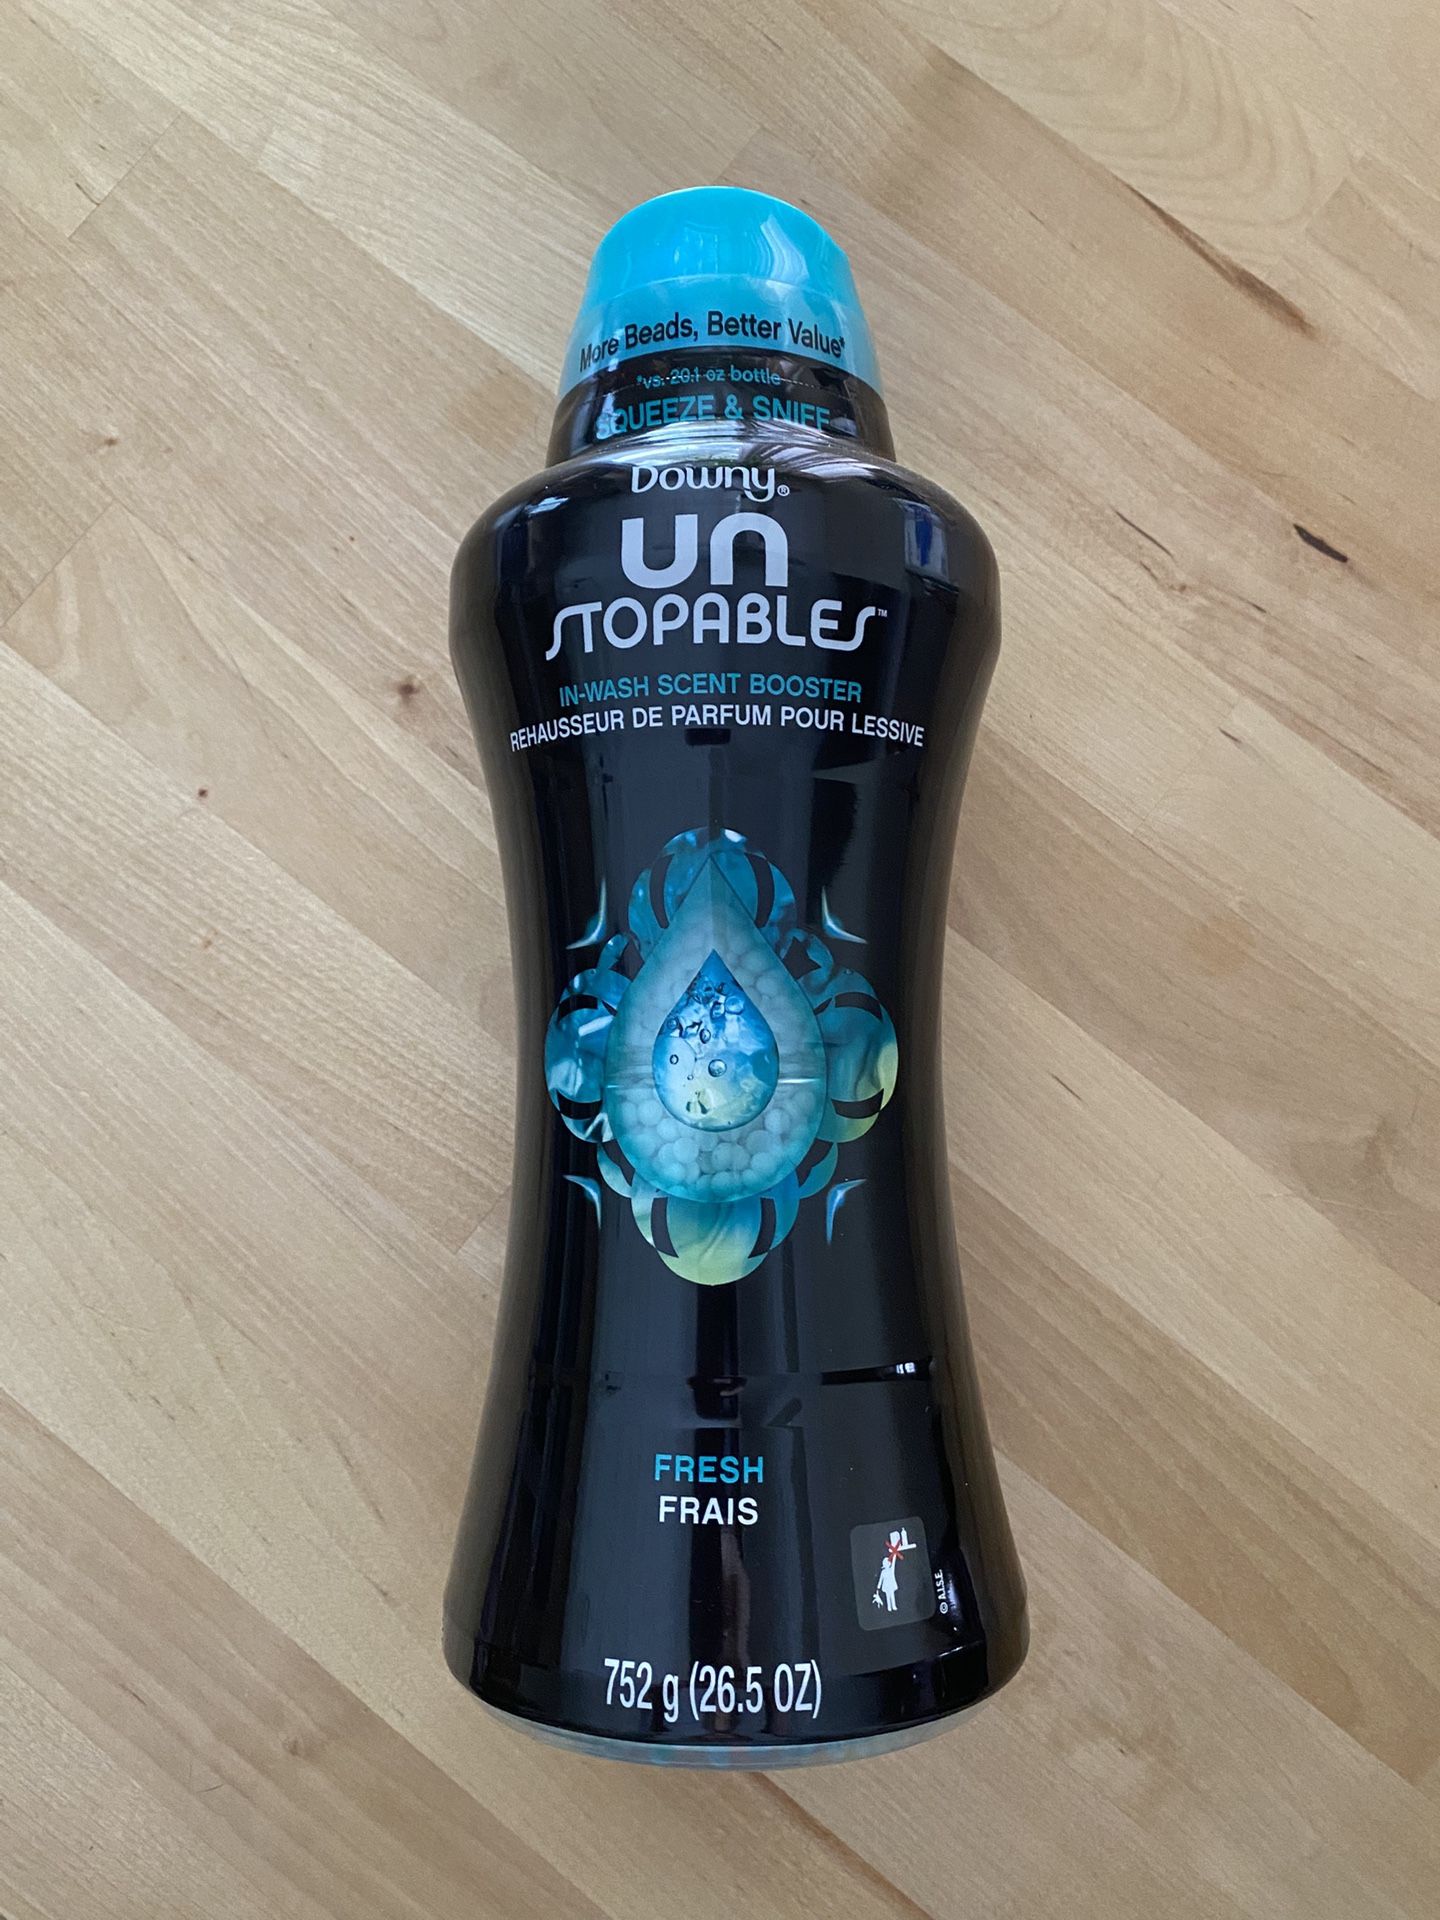 More Beads, Better Value*
*vs. 20.1 oz bottle
SQUEEZE & SNIFF
Downy®
UN
STOPABLES™
IN-WASH SCENT BOOSTER
REHAUSSEUR DE PARFUM POUR LESSIVE
FRESH
FRAIS
© A.I.S.E.
752 g (26.5 OZ)